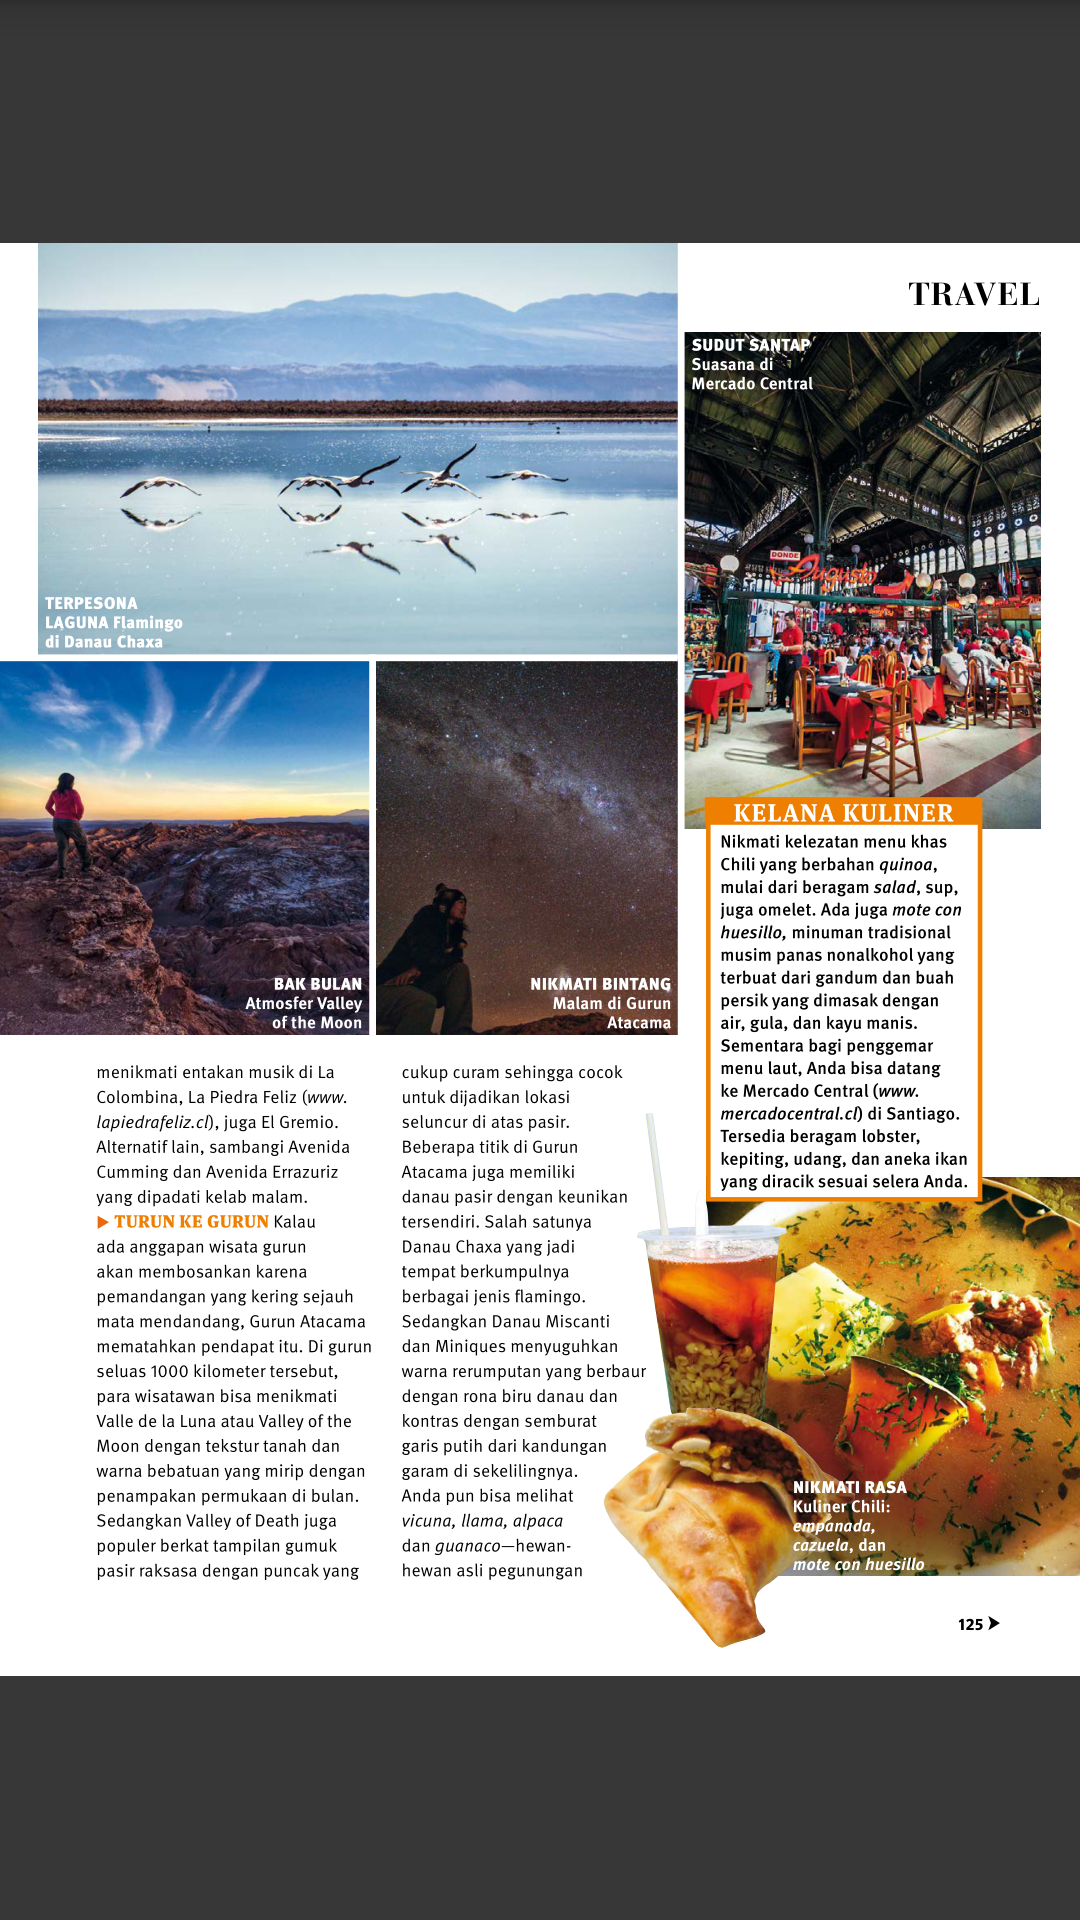 TRAVEL
TERPESONA
LAGUNA Flamingo
di Danau Chaxa
SUDUT SANTAP
Suasana di
Mercado Central
DONDE
Augusto
BAK BULAN
Atmosfer Valley
of the Moon
NIKMATI BINTANG
Malam di Gurun
Atacama
KELANA KULINER
Nikmati kelezatan menu khas
Chili yang berbahan quinoa,
mulai dari beragam salad, sup,
juga omelet. Ada juga mote con
huesillo, minuman tradisional
musim panas nonalkohol yang
terbuat dari gandum dan buah
persik yang dimasak dengan
air, gula, dan kayu manis.
Sementara bagi penggemar
menu laut, Anda bisa datang
ke Mercado Central (www.
mercadocentral.cl) di Santiago.
Tersedia beragam lobster,
kepiting, udang, dan aneka ikan
yang diracik sesuai selera Anda.
menikmati entakan musik di La
Colombina, La Piedra Feliz (www.
lapiedrafeliz.cl), juga El Gremio.
Alternatif lain, sambangi Avenida
Cumming dan Avenida Errazuriz
yang dipadati kelab malam.
▶ TURUN KE GURUN Kalau
ada anggapan wisata gurun
akan membosankan karena
pemandangan yang kering sejauh
mata mendandang, Gurun Atacama
mematahkan pendapat itu. Di gurun
seluas 1000 kilometer tersebut,
para wisatawan bisa menikmati
Valle de la Luna atau Valley of the
Moon dengan tekstur tanah dan
warna bebatuan yang mirip dengan
penampakan permukaan di bulan.
Sedangkan Valley of Death juga
populer berkat tampilan gumuk
pasir raksasa dengan puncak yang
cukup curam sehingga cocok
untuk dijadikan lokasi
seluncur di atas pasir.
Beberapa titik di Gurun
Atacama juga memiliki
danau pasir dengan keunikan
tersendiri. Salah satunya
Danau Chaxa yang jadi
tempat berkumpulnya
berbagai jenis flamingo.
Sedangkan Danau Miscanti
dan Miniques menyuguhkan
warna rerumputan yang berbaur
dengan rona biru danau dan
kontras dengan semburat
garis putih dari kandungan
garam di sekelilingnya.
Anda pun bisa melihat
vicuna, llama, alpaca
dan guanaco—hewan-
hewan asli pegunungan
NIKMATI RASA
Kuliner Chili:
empanada,
cazuela, dan
mote con huesillo
125 ➤